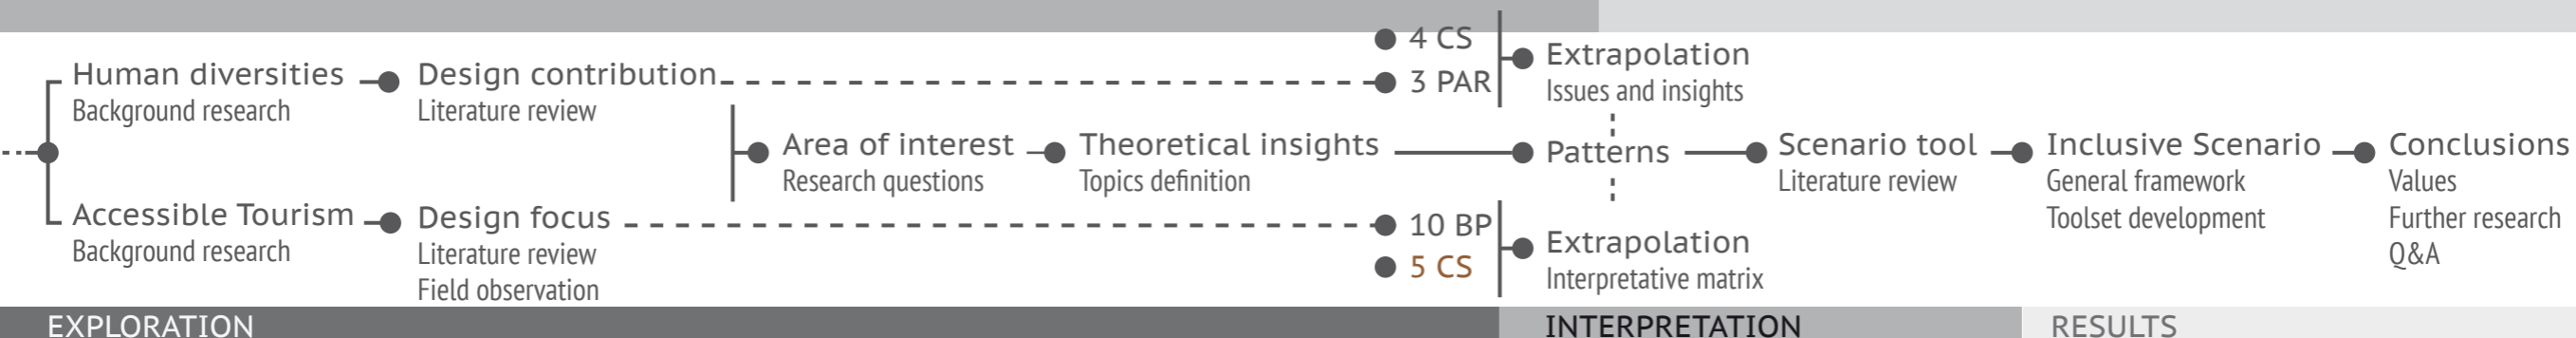 Human diversities
Background research
Design contribution
Literature review
4 CS
3 PAR
Extrapolation
Issues and insights
Area of interest
Research questions
Theoretical insights
Topics definition
Patterns
Scenario tool
Literature review
Inclusive Scenario
General framework
Toolset development
Conclusions
Values
Further research
Q&A
Accessible Tourism
Background research
Design focus
Literature review
Field observation
10 BP
5 CS
Extrapolation
Interpretative matrix
EXPLORATION
INTERPRETATION
RESULTS